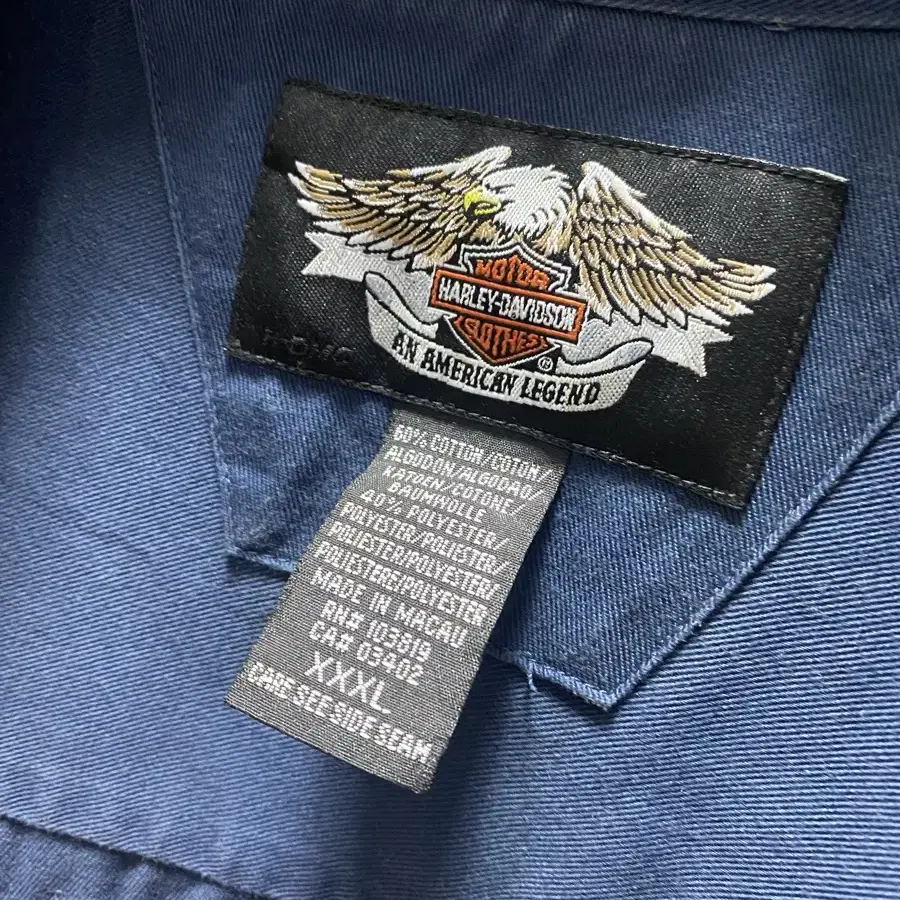 MOTOR
HARLEY-DAVIDSON
CLOTHES
®
AN AMERICAN LEGEND
60% COTTON/COTON/
ALGODON/ALGODAO/
KATOEN/COTONE/
BAUMWOLLE
40% POLYESTER/
POLYESTER/POLIESTER/
POLIESTER/POLYESTER/
POLIESTERE/POLYESTER
MADE IN MACAU
RN# 103819
CA# 03402
XXXL
CARE SEE SIDE SEAM